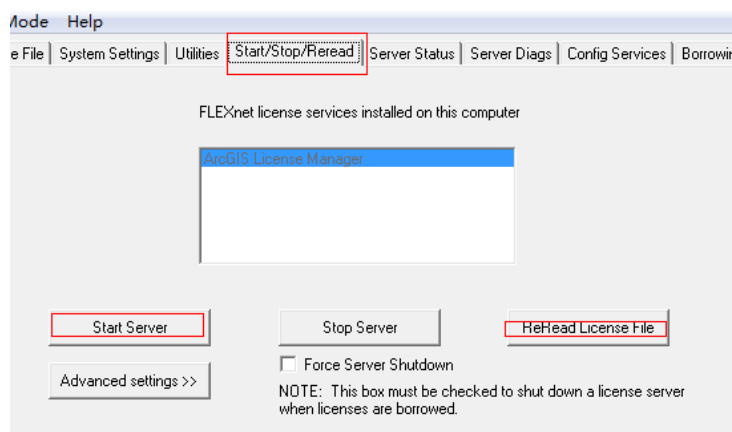 Mode Help
e File System Settings Utilities Start/Stop/Reread Server Status Server Diags Config Services Borrowin
FLEXnet license services installed on this computer
ArcGIS License Manager
Start Server Stop Server ReRead License File
Force Server Shutdown
Advanced settings >>
NOTE: This box must be checked to shut down a license server
when licenses are borrowed.